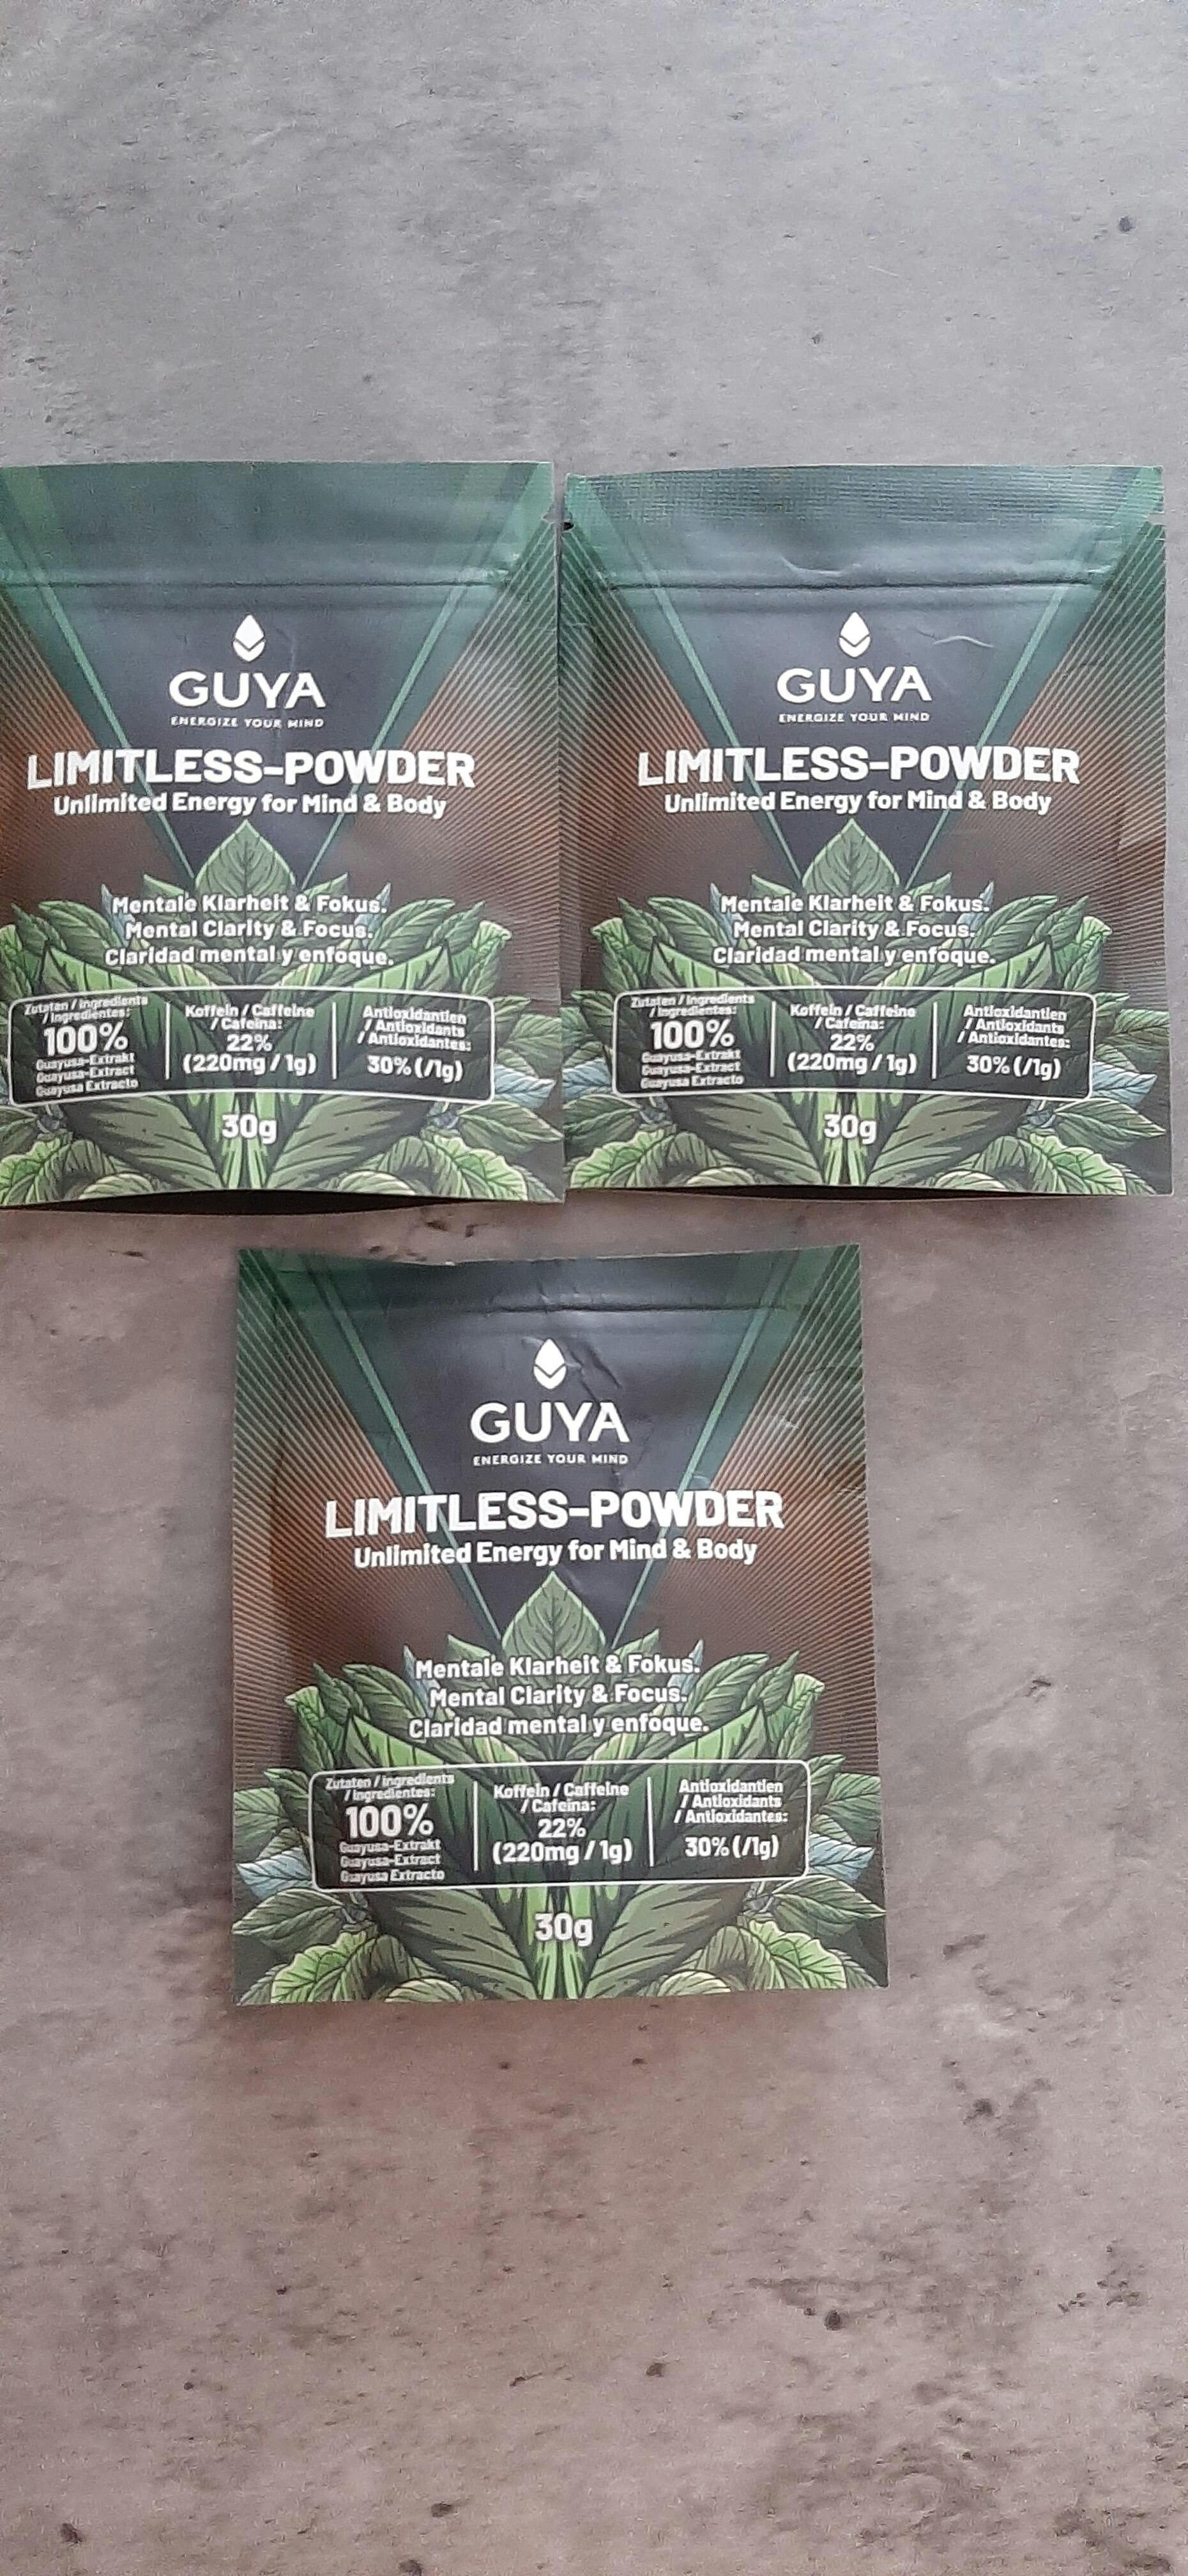 GUYA
ENERGIZE YOUR MIND
LIMITLESS-POWDER
Unlimited Energy for Mind & Body
Mentale Klarheit & Fokus.
Mental Clarity & Focus.
Claridad mental y enfoque.
Zutaten / Ingredients
/ Ingredientes:
100%
Guayusa-Extrakt
Guayusa-Extract
Guayusa Extracto
Koffein / Caffeine
/ Cafeina:
22%
(220mg / 1g)
Antioxidantien
/ Antioxidants
/ Antioxidantes:
30% (/1g)
30g
GUYA
ENERGIZE YOUR MIND
LIMITLESS-POWDER
Unlimited Energy for Mind & Body
Mentale Klarheit & Fokus.
Mental Clarity & Focus.
Claridad mental y enfoque.
Zutaten / Ingredients
/ Ingredientes:
100%
Guayusa-Extrakt
Guayusa-Extract
Guayusa Extracto
Koffein / Caffeine
/ Cafeina:
22%
(220mg / 1g)
Antioxidantien
/ Antioxidants
/ Antioxidantes:
30% (/1g)
30g
GUYA
ENERGIZE YOUR MIND
LIMITLESS-POWDER
Unlimited Energy for Mind & Body
Mentale Klarheit & Fokus.
Mental Clarity & Focus.
Claridad mental y enfoque.
Zutaten / Ingredients
/ Ingredientes:
100%
Guayusa-Extrakt
Guayusa-Extract
Guayusa Extracto
Koffein / Caffeine
/ Cafeina:
22%
(220mg / 1g)
Antioxidantien
/ Antioxidants
/ Antioxidantes:
30% (/1g)
30g